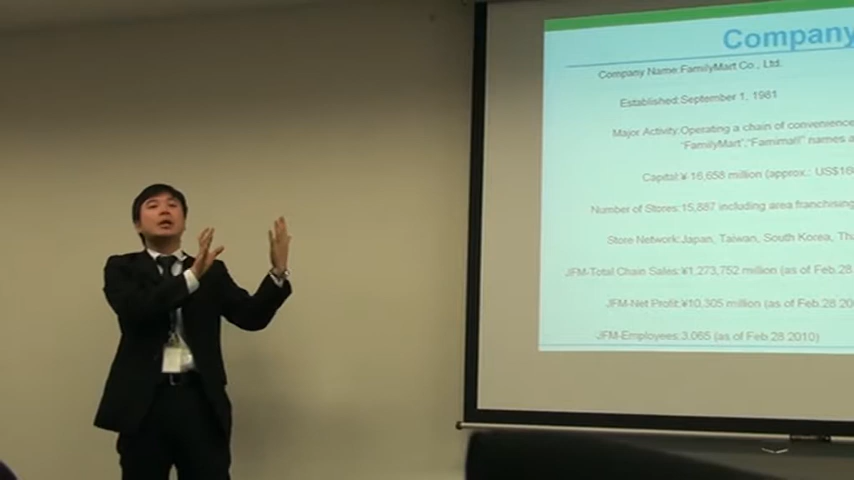 Company
Company Name:FamilyMart Co., Ltd.
Established:September 1, 1981
Major Activity:Operating a chain of convenience
"FamilyMart","Famima!!" names a
Capital:¥ 16,658 million (approx.: US$16
Number of Stores:15,887 including area franchising
Store Network:Japan, Taiwan, South Korea, Tha
JFM-Total Chain Sales:¥1,273,752 million (as of Feb.28
JFM-Net Profit:¥10,305 million (as of Feb.28 20
JFM-Employees:3,065 (as of Feb.28 2010)